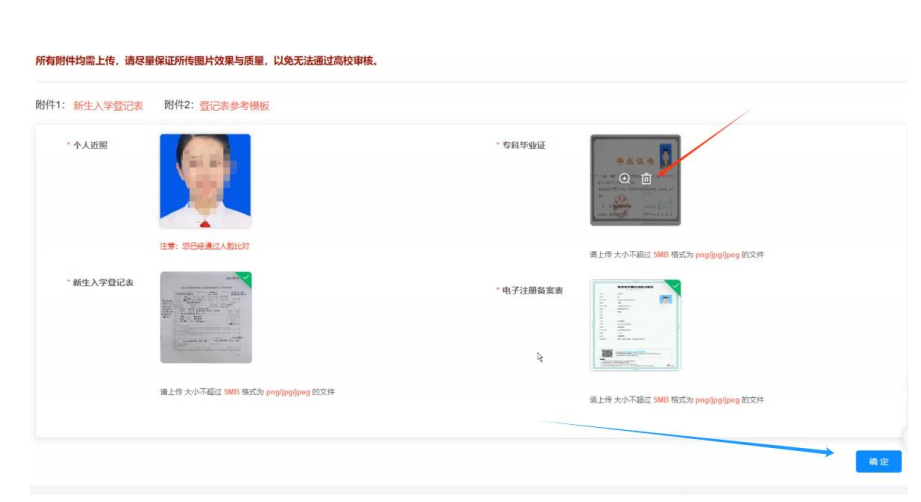 所有附件均需上传，请尽量保证所传图片效果与质量，以免无法通过高校审核。
附件1： 新生入学登记表 附件2： 登记表参考模板
* 个人近照
* 专科毕业证
毕业证书
注意：您已经通过人脸比对
请上传 大小不超过 5MB 格式为 png/jpg/jpeg 的文件
* 新生入学登记表
* 电子注册备案表
请上传 大小不超过 5MB 格式为 png/jpg/jpeg 的文件
请上传 大小不超过 5MB 格式为 png/jpg/jpeg 的文件
确定